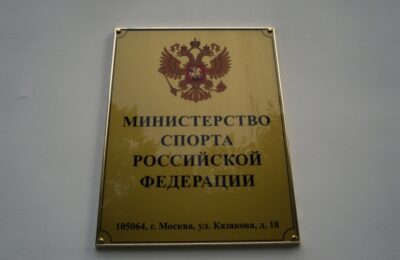 МИНИСТЕРСТВО
СПОРТА
РОССИЙСКОЙ
ФЕДЕРАЦИИ
105064, г. Москва, ул. Казакова, д. 18